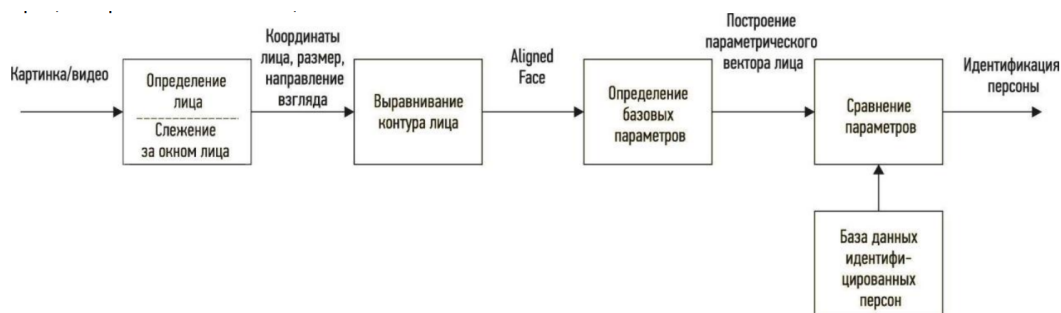 Картинка/видео
Определение
лица
Слежение
за окном лица
Координаты
лица, размер,
направление
взгляда
Выравнивание
контура лица
Aligned
Face
Определение
базовых
параметров
Построение
параметрического
вектора лица
Сравнение
параметров
Идентификация
персоны
База данных
идентифи-
цированных
персон